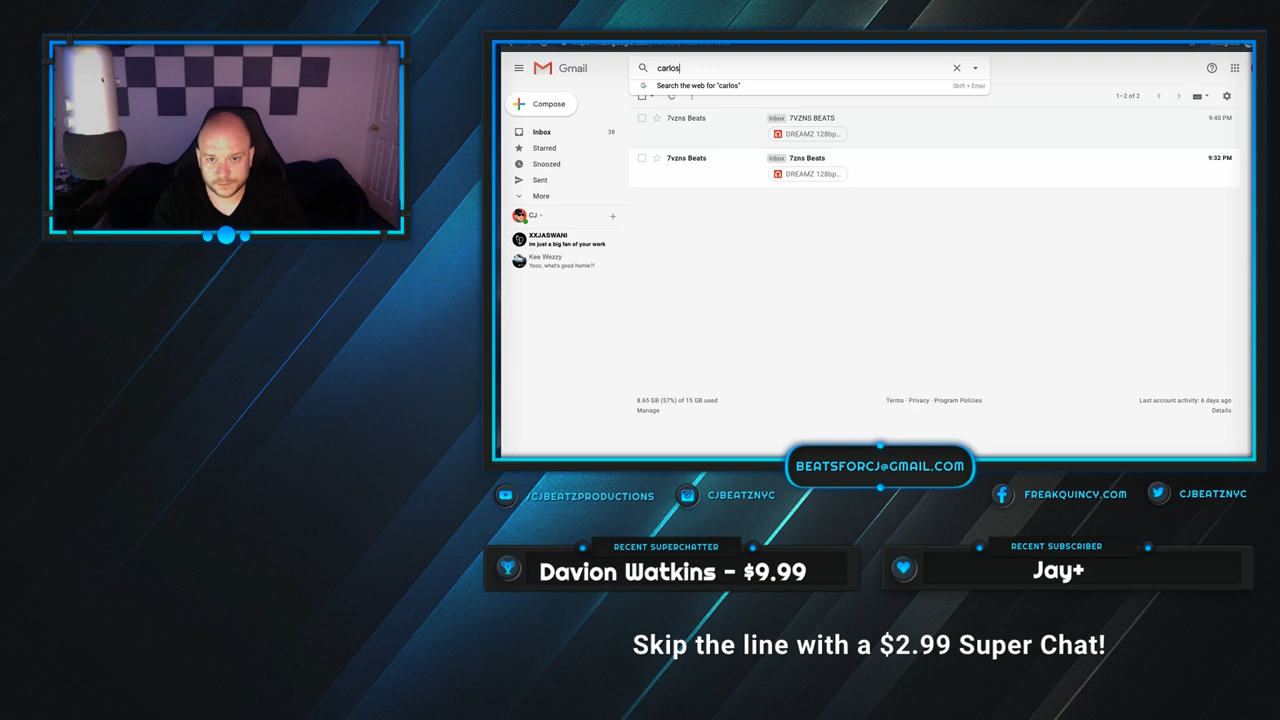 Gmail
carlos
Search the web for "carlos"
Shift + Enter
Compose
1-2 of 2
Inbox
38
Starred
Snoozed
Sent
More
7vzns Beats
Inbox
7VZNS BEATS
9:40 PM
DREAMZ 128bp...
7vzns Beats
Inbox
7zns Beats
9:32 PM
DREAMZ 128bp...
CJ
XXJASWANI
im just a big fan of your work
Kee Wezzy
Yooo, what's good homie?!
8.65 GB (57%) of 15 GB used
Manage
Terms · Privacy · Program Policies
Last account activity: 6 days ago
Details
BEATSFORCJ@GMAIL.COM
/CJBEATZPRODUCTIONS
CJBEATZNYC
FREAKQUINCY.COM
CJBEATZNYC
RECENT SUPERCHATTER
Davion Watkins - $9.99
RECENT SUBSCRIBER
Jay+
Skip the line with a $2.99 Super Chat!